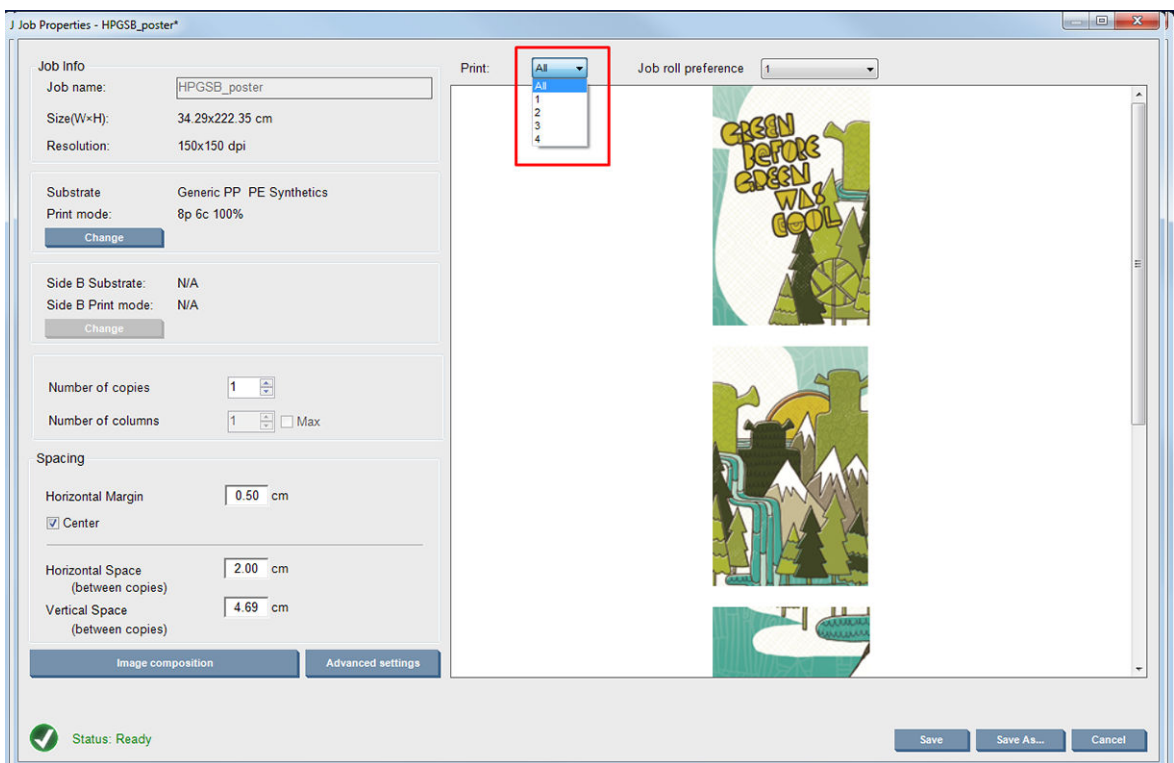 J Job Properties - HPGSB_poster*
Job Info
Job name: HPGSB_poster
Size(W×H): 34.29x222.35 cm
Resolution: 150x150 dpi
Substrate Generic PP PE Synthetics
Print mode: 8p 6c 100%
Change
Side B Substrate: N/A
Side B Print mode: N/A
Change
Number of copies 1
Number of columns 1 Max
Spacing
Horizontal Margin 0.50 cm
Center
Horizontal Space 2.00 cm
(between copies)
Vertical Space 4.69 cm
(between copies)
Image composition Advanced settings
Print: All Job roll preference 1
All
1
2
3
4
GREEN
BEFORE
GREEN
WAS
COOL
Status: Ready
Save Save As... Cancel